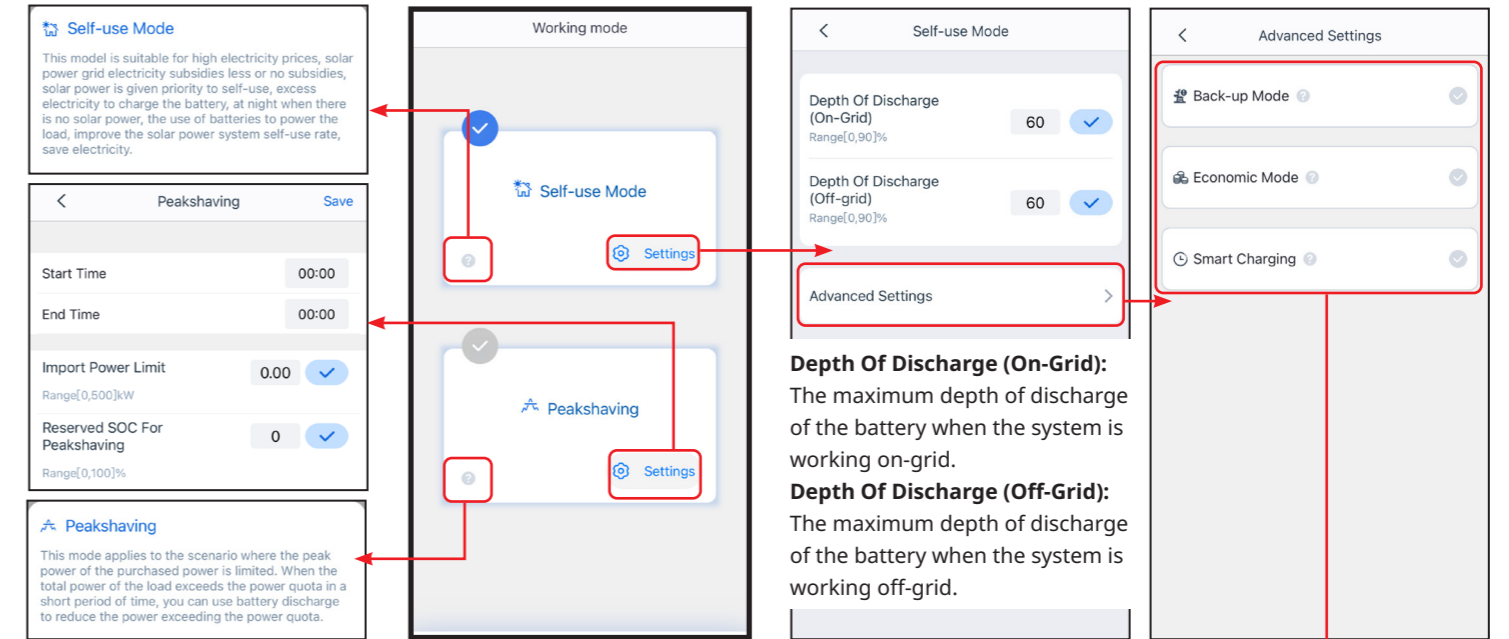 Self-use Mode
This model is suitable for high electricity prices, solar
power grid electricity subsidies less or no subsidies,
solar power is given priority to self-use, excess
electricity to charge the battery, at night when there
is no solar power, the use of batteries to power the
load, improve the solar power system self-use rate,
save electricity.
Peakshaving
Save
Start Time
00:00
End Time
00:00
Import Power Limit
0.00
Range[0,500]kW
Reserved SOC For
Peakshaving
0
Range[0,100]%
Peakshaving
This mode applies to the scenario where the peak
power of the purchased power is limited. When the
total power of the load exceeds the power quota in a
short period of time, you can use battery discharge
to reduce the power exceeding the power quota.
Working mode
Self-use Mode
?
Settings
Peakshaving
?
Settings
Self-use Mode
Depth Of Discharge
(On-Grid)
60
Range[0,90]%
Depth Of Discharge
(Off-grid)
60
Range[0,90]%
Advanced Settings
Depth Of Discharge (On-Grid):
The maximum depth of discharge
of the battery when the system is
working on-grid.
Depth Of Discharge (Off-Grid):
The maximum depth of discharge
of the battery when the system is
working off-grid.
Advanced Settings
Back-up Mode ?
Economic Mode ?
Smart Charging ?